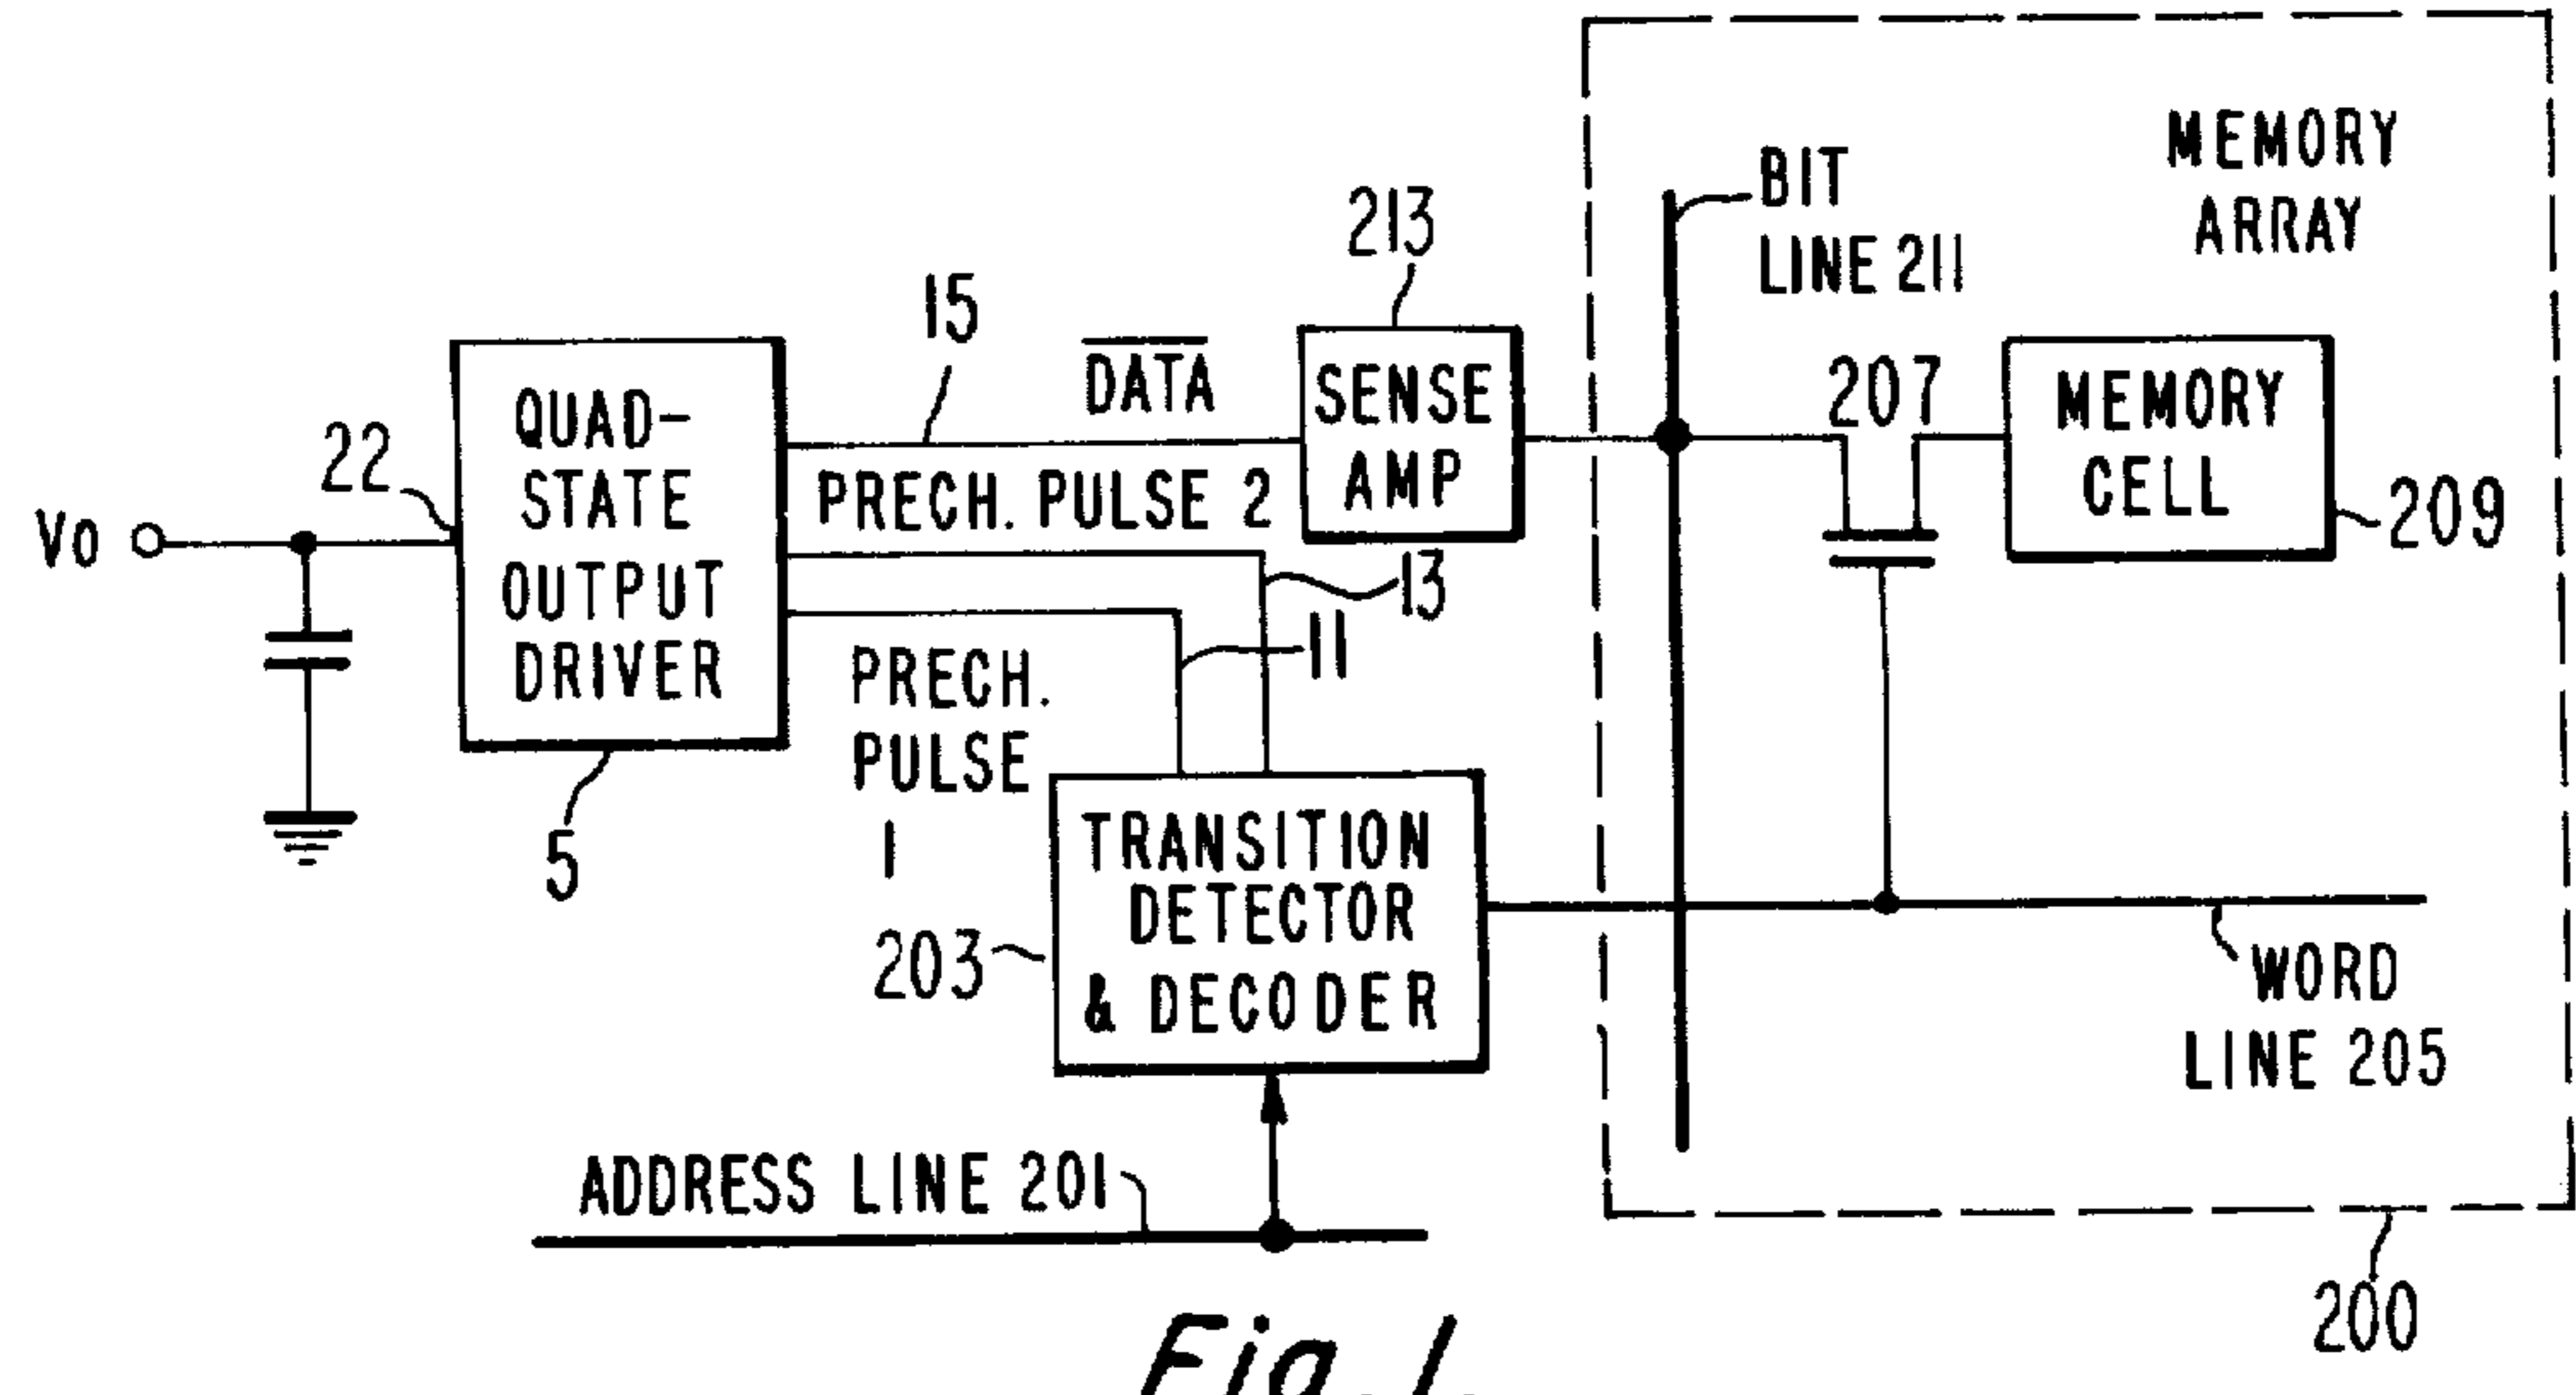 MEMORY
ARRAY
BIT
LINE 211
213
15
DATA
SENSE
AMP
207
MEMORY
CELL
209
QUAD-
STATE
OUTPUT
DRIVER
22
Vo
PRECH. PULSE 2
13
11
PRECH.
PULSE
1
5
TRANSITION
DETECTOR
& DECODER
203
WORD
LINE 205
ADDRESS LINE 201
200
Fig. 1.